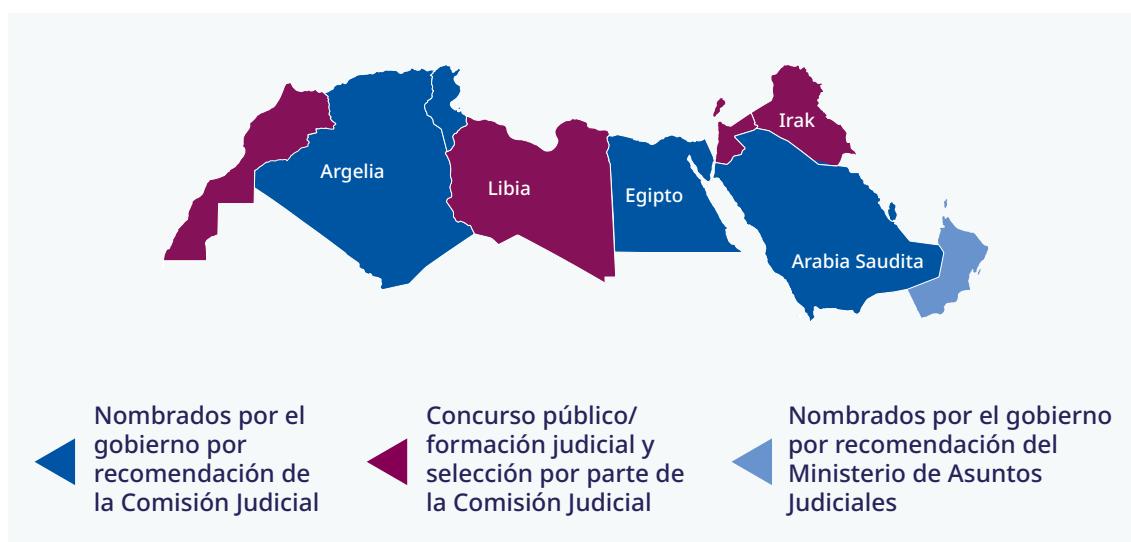 Irak
Argelia
Libia
Egipto
Arabia Saudita
Nombrados por el
gobierno por
recomendación de
la Comisión Judicial
Concurso público/
formación judicial y
selección por parte de
la Comisión Judicial
Nombrados por el gobierno
por recomendación del
Ministerio de Asuntos
Judiciales